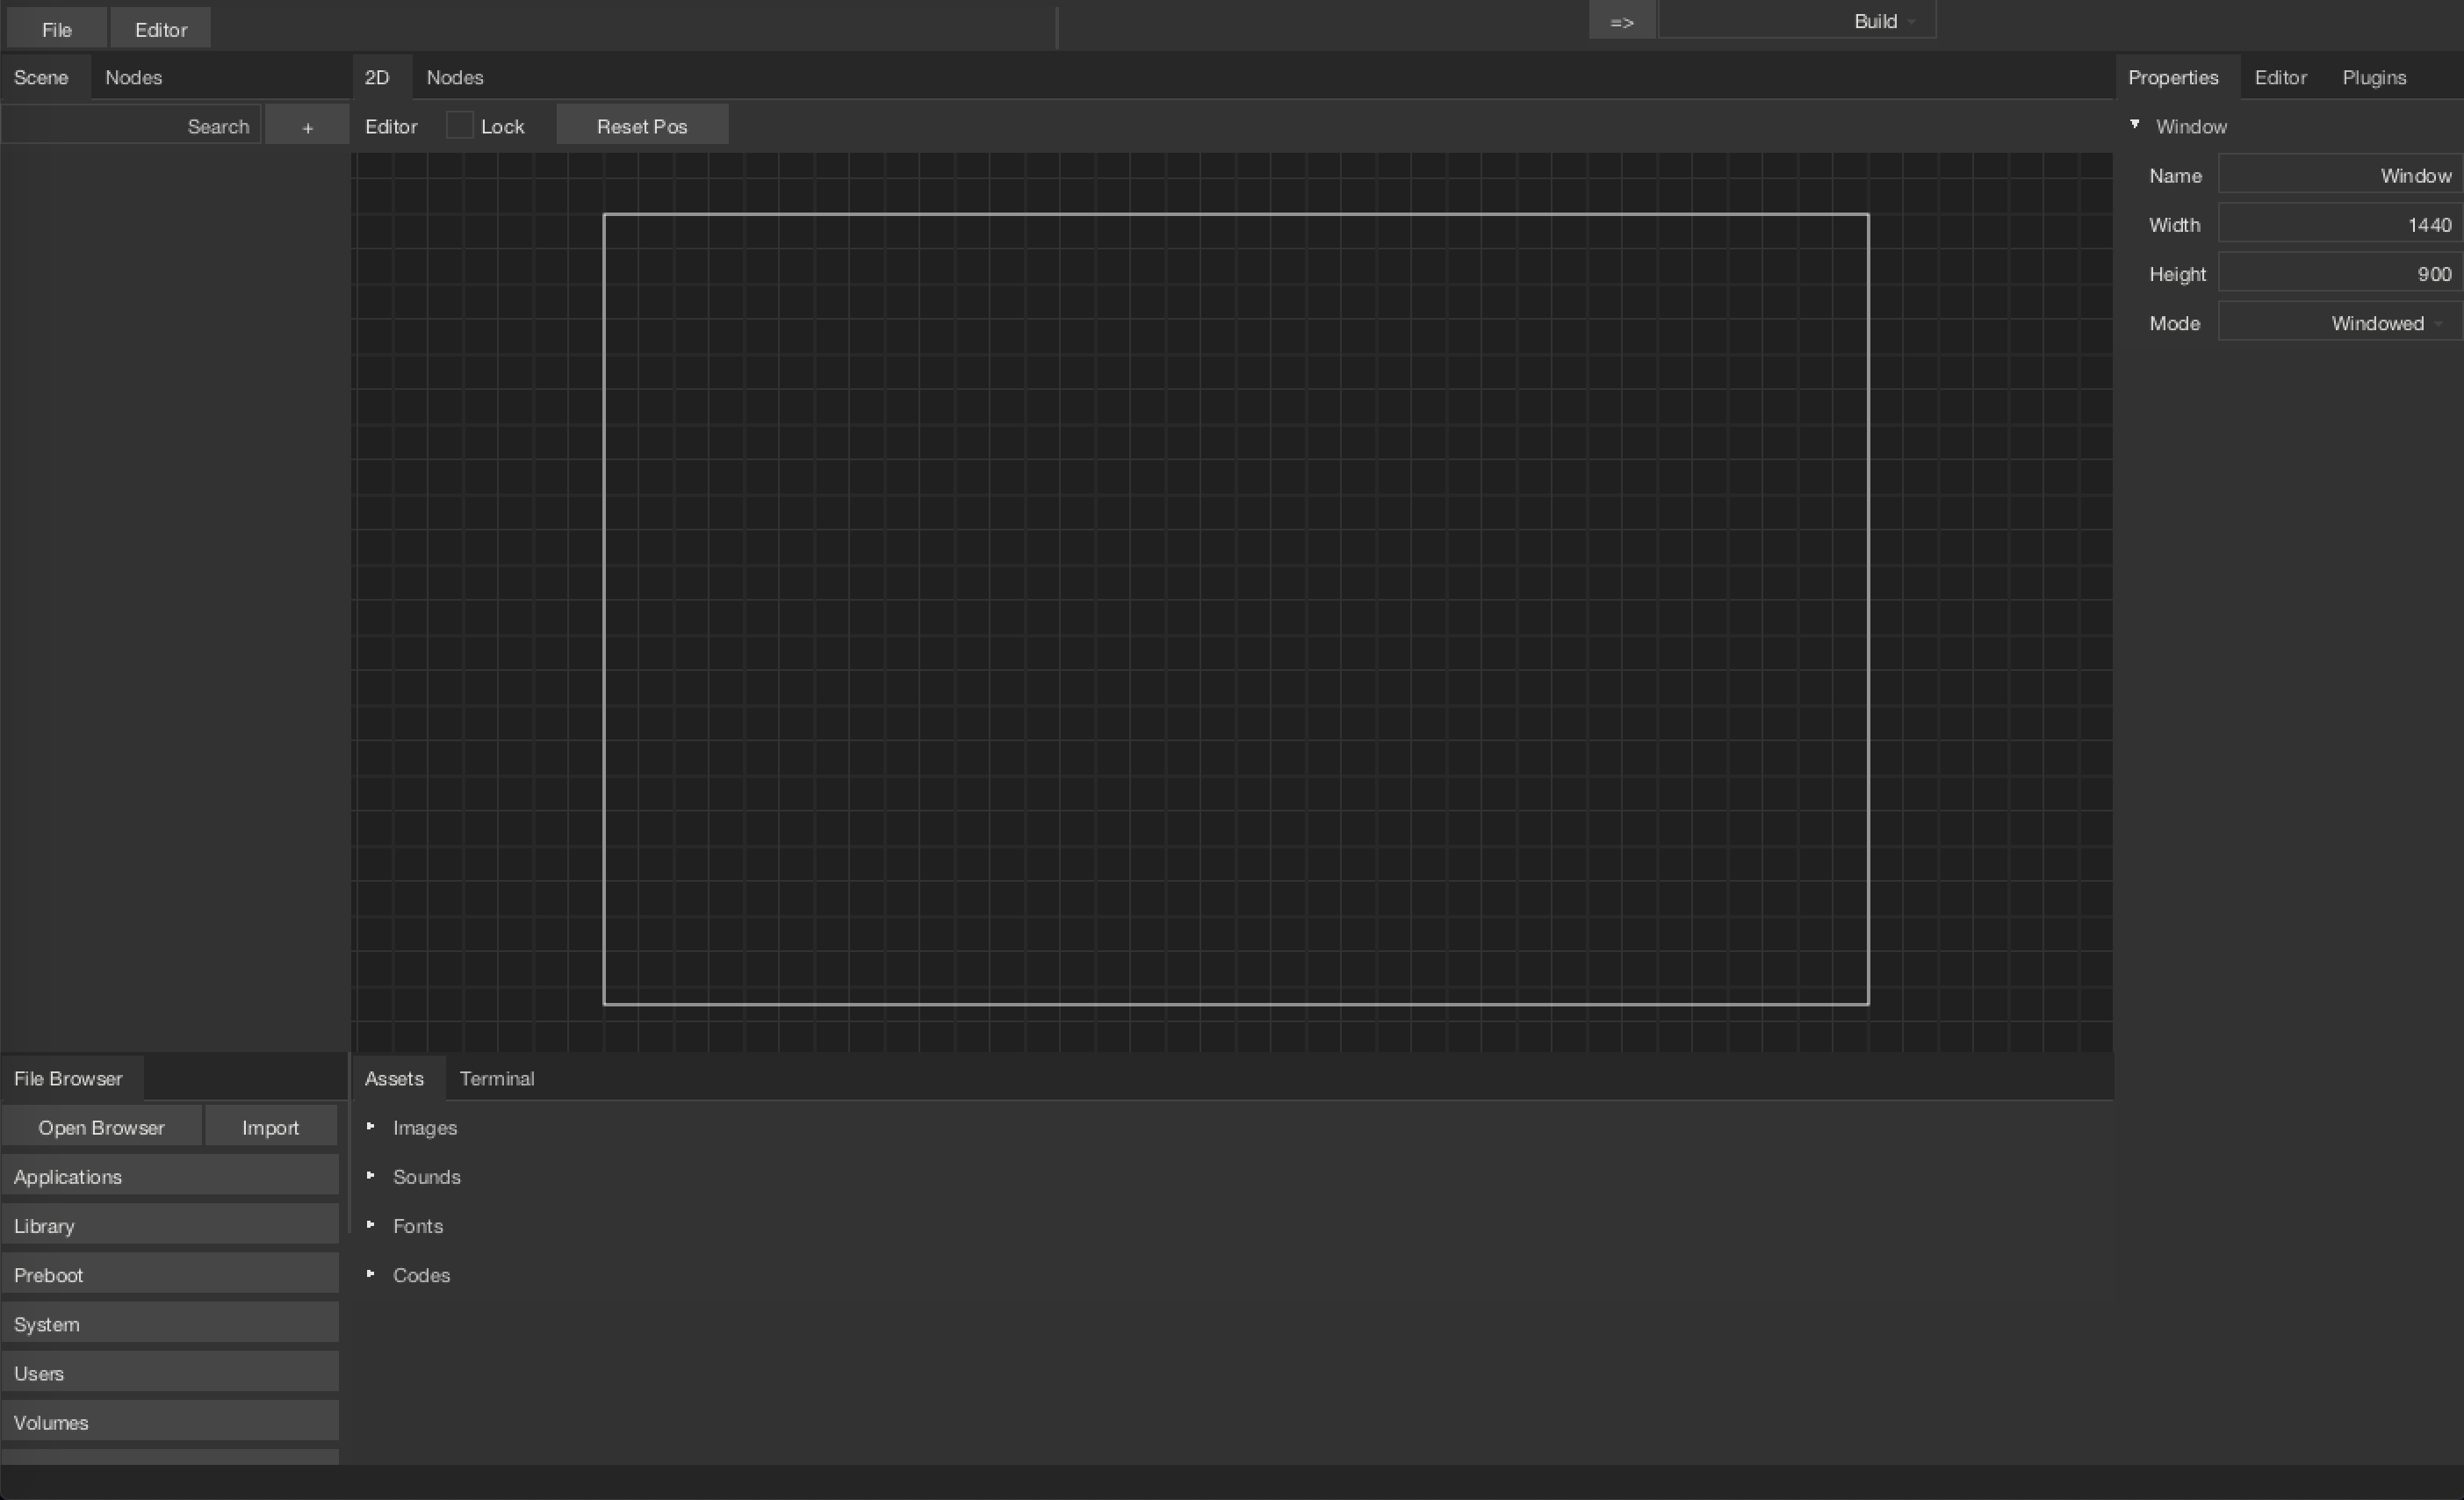 File Editor => Build
Scene Nodes 2D Nodes Properties Editor Plugins
Search + Editor Lock Reset Pos Window
Name Window
Width 1440
Height 900
Mode Windowed
File Browser Assets Terminal
Open Browser Import Images
Applications Sounds
Library Fonts
Preboot Codes
System
Users
Volumes